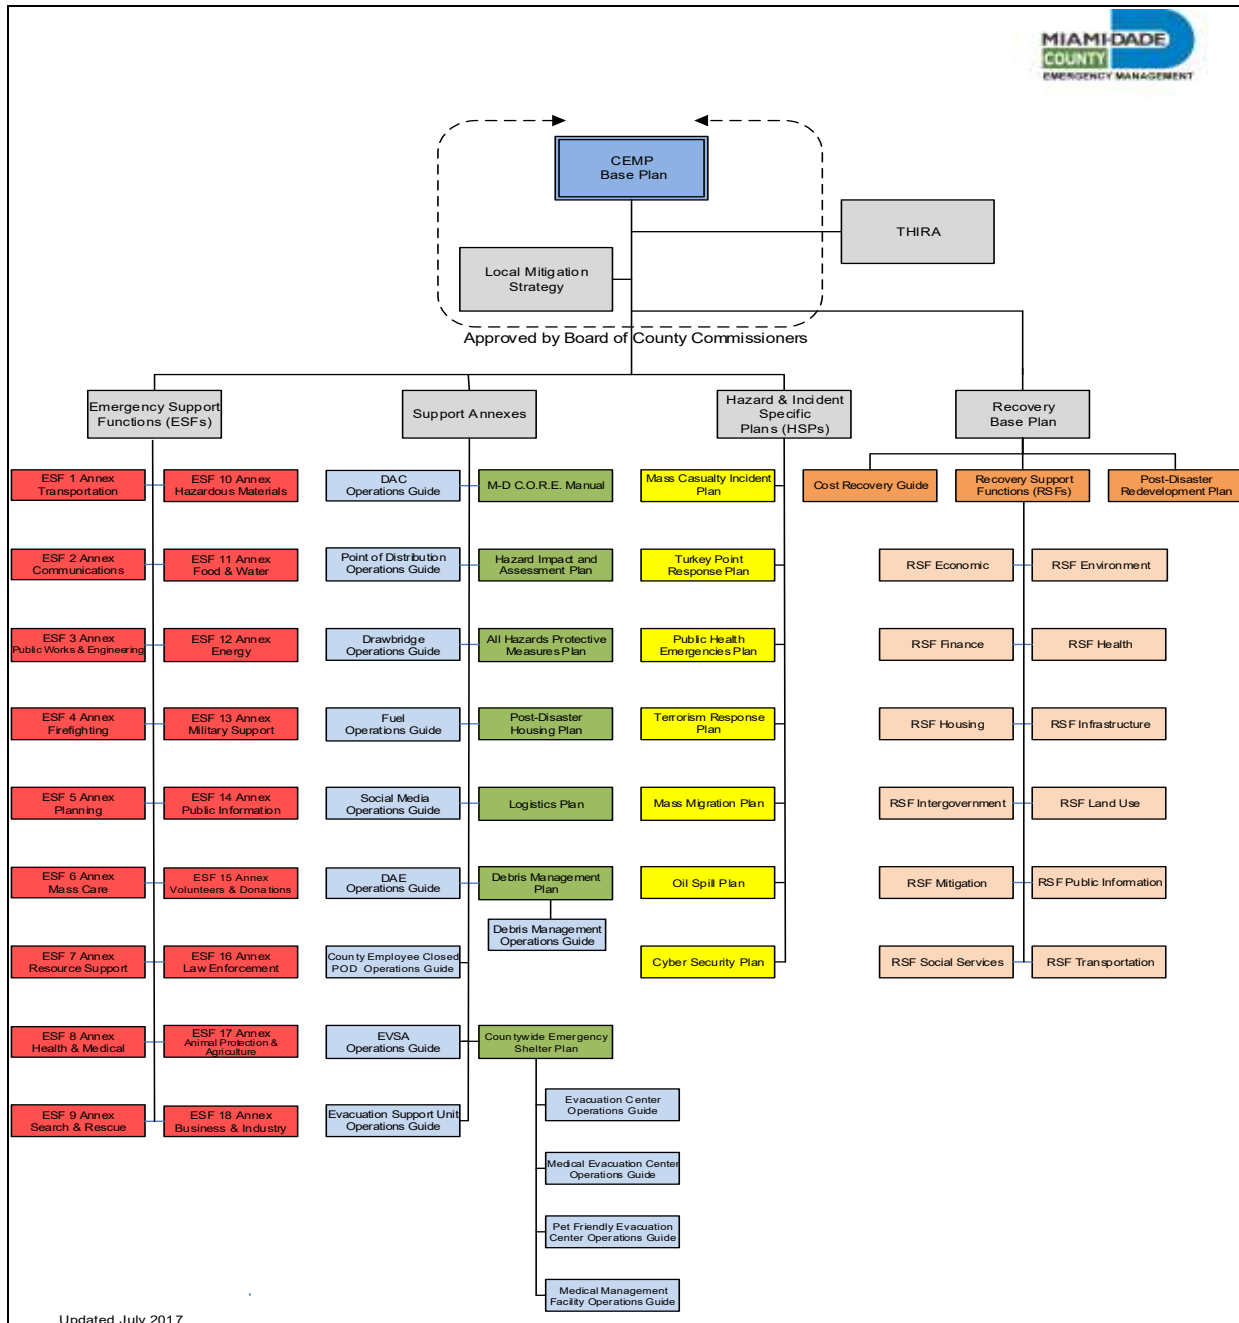 MIAMI-DADE
COUNTY
EMERGENCY MANAGEMENT
CEMP
Base Plan
THIRA
Local Mitigation
Strategy
Approved by Board of County Commissioners
Emergency Support
Functions (ESFs)
Support Annexes
Hazard & Incident
Specific
Plans (HSPs)
Recovery
Base Plan
ESF 1 Annex
Transportation
ESF 10 Annex
Hazardous Materials
DAC
Operations Guide
M-D C.O.R.E. Manual
Mass Casualty Incident
Plan
Cost Recovery Guide
Recovery Support
Functions (RSFs)
Post-Disaster
Redevelopment Plan
ESF 2 Annex
Communications
ESF 11 Annex
Food & Water
Point of Distribution
Operations Guide
Hazard Impact and
Assessment Plan
Turkey Point
Response Plan
RSF Economic
RSF Environment
ESF 3 Annex
Public Works & Engineering
ESF 12 Annex
Energy
Drawbridge
Operations Guide
All Hazards Protective
Measures Plan
Public Health
Emergencies Plan
RSF Finance
RSF Health
ESF 4 Annex
Firefighting
ESF 13 Annex
Military Support
Fuel
Operations Guide
Post-Disaster
Housing Plan
Terrorism Response
Plan
RSF Housing
RSF Infrastructure
ESF 5 Annex
Planning
ESF 14 Annex
Public Information
Social Media
Operations Guide
Logistics Plan
Mass Migration Plan
RSF Intergovernment
RSF Land Use
ESF 6 Annex
Mass Care
ESF 15 Annex
Volunteers & Donations
DAE
Operations Guide
Debris Management
Plan
Oil Spill Plan
RSF Mitigation
RSF Public Information
Debris Management
Operations Guide
ESF 7 Annex
Resource Support
ESF 16 Annex
Law Enforcement
County Employee Closed
POD Operations Guide
Cyber Security Plan
RSF Social Services
RSF Transportation
ESF 8 Annex
Health & Medical
ESF 17 Annex
Animal Protection &
Agriculture
EVSA
Operations Guide
Countywide Emergency
Shelter Plan
ESF 9 Annex
Search & Rescue
ESF 18 Annex
Business & Industry
Evacuation Support Unit
Operations Guide
Evacuation Center
Operations Guide
Medical Evacuation Center
Operations Guide
Pet Friendly Evacuation
Center Operations Guide
Medical Management
Facility Operations Guide
Updated July 2017